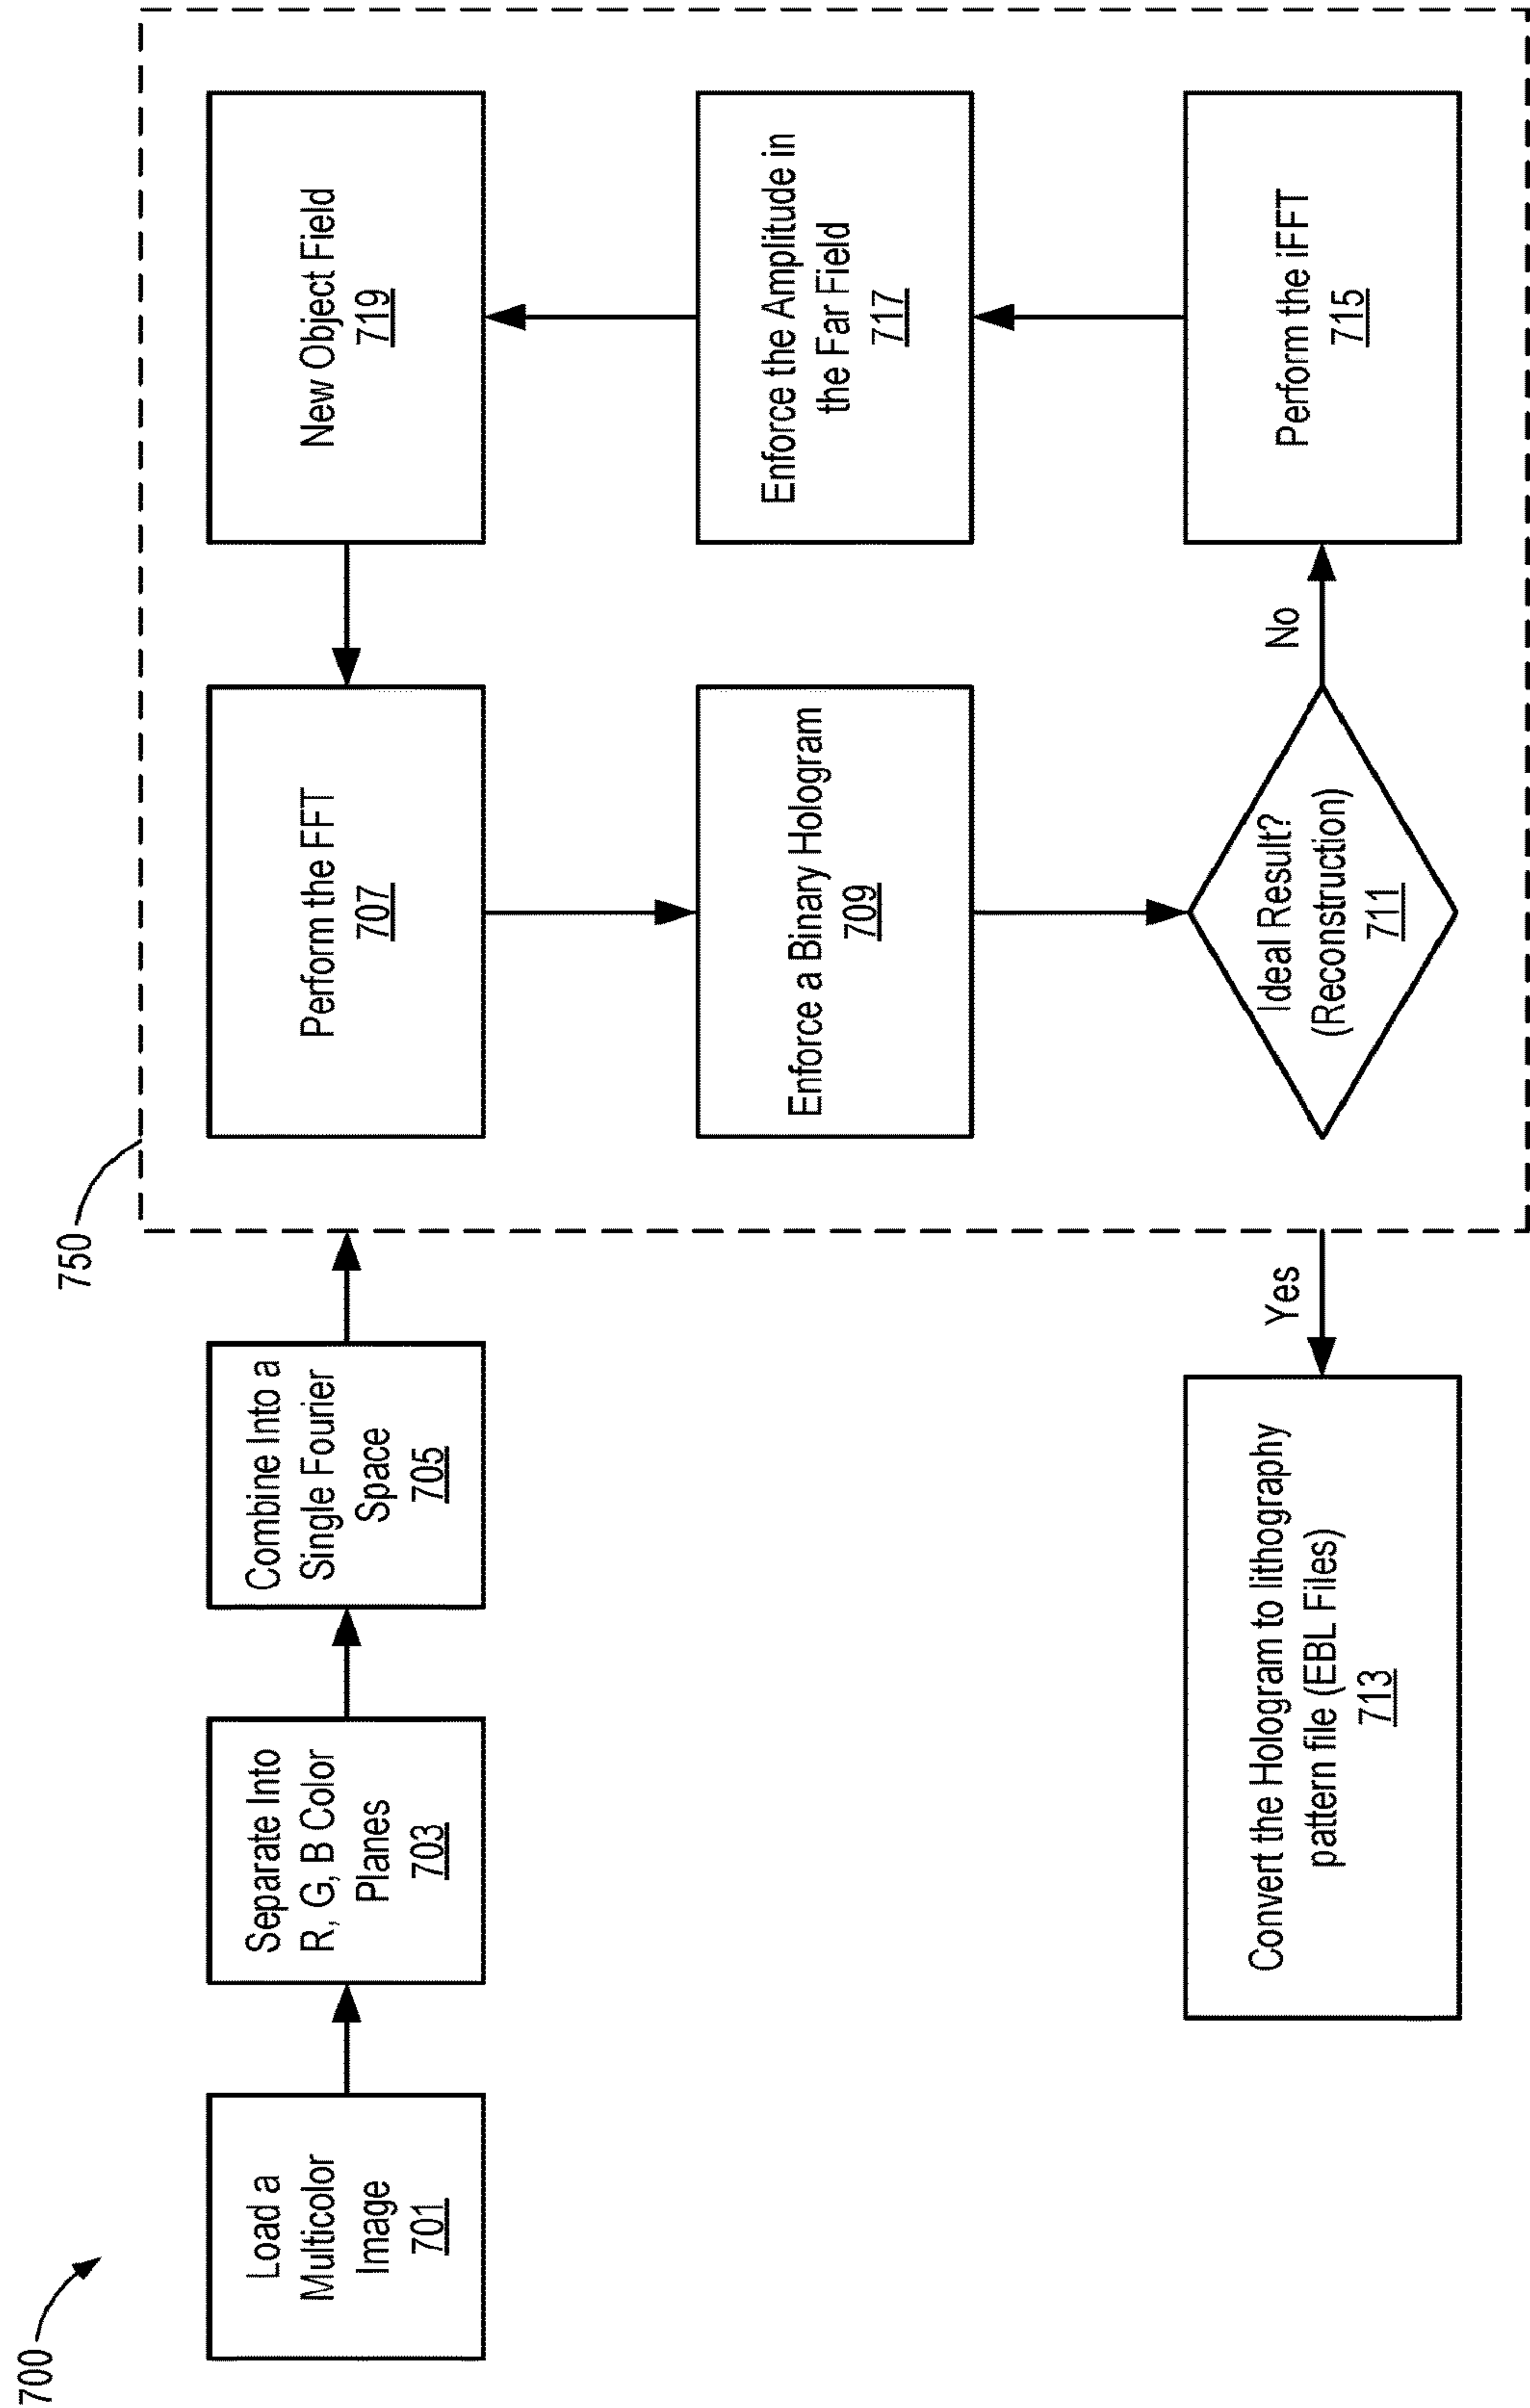 700
Load a
Multicolor
Image
701
Separate Into
R, G, B Color
Planes
703
Combine Into a
Single Fourier
Space
705
750
Perform the FFT
707
New Object Field
719
Enforce a Binary Hologram
709
Enforce the Amplitude in
the Far Field
717
Ideal Result?
(Reconstruction)
711
No
Perform the iFFT
715
Yes
Convert the Hologram to lithography
pattern file (EBL Files)
713